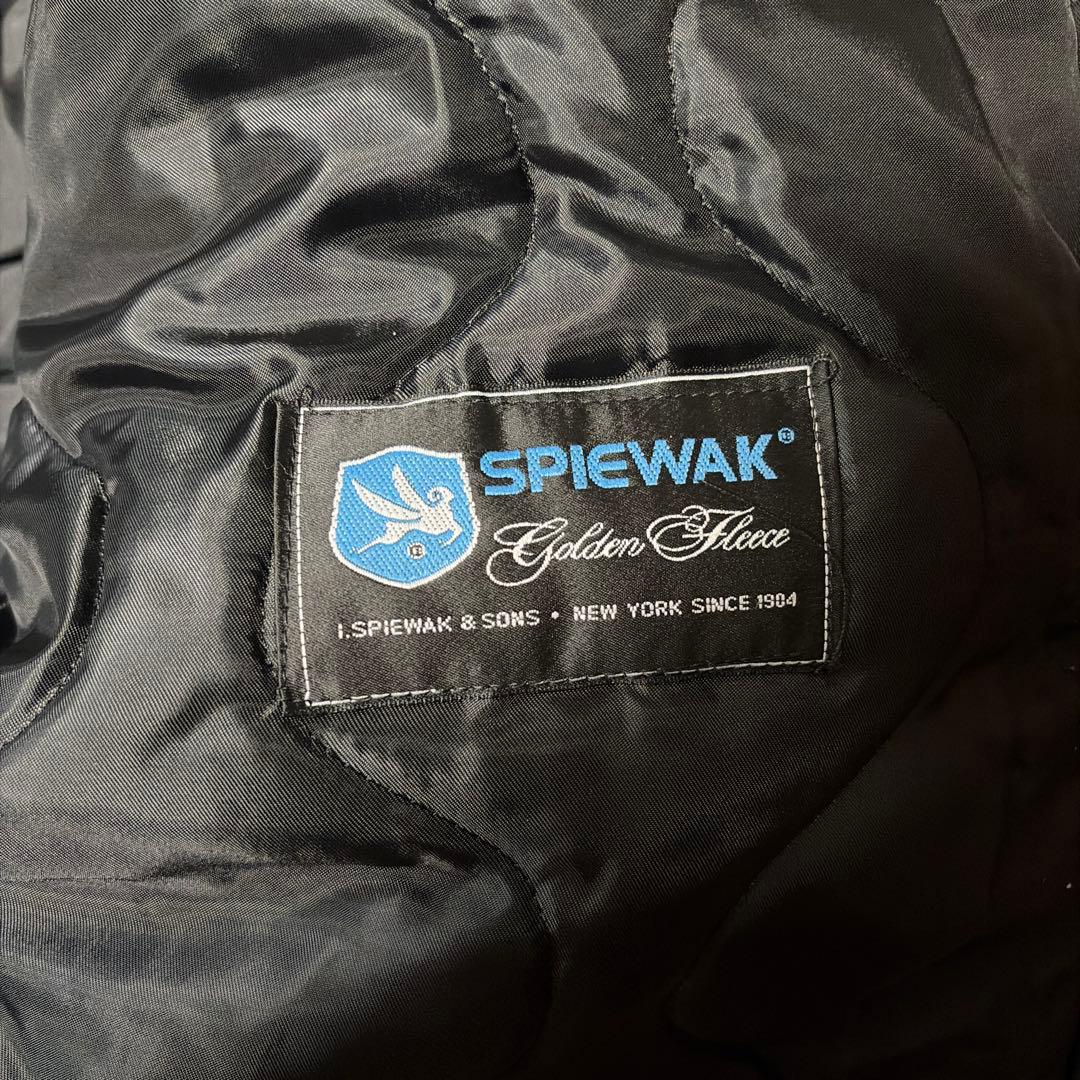 SPIEWAK®
Golden Fleece
I.SPIEWAK & SONS • NEW YORK SINCE 1904
®